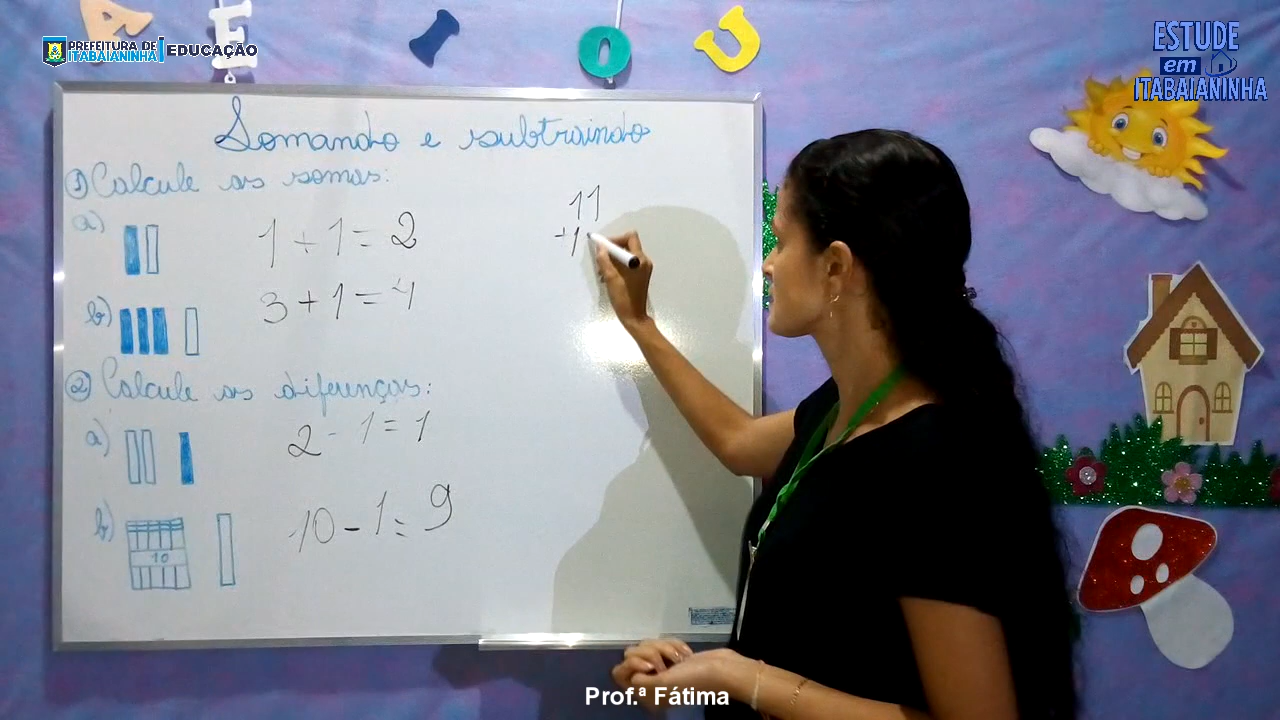 A E I O U
PREFEITURA DE
ITABAIANINHA
EDUCAÇÃO
ESTUDE
em
ITABAIANINHA
Somando e subtraindo
1) Calcule as somas:
a) 1 + 1 = 2
b) 3 + 1 = 4
2) Calcule as diferenças:
a) 2 - 1 = 1
b) 10 10 - 1 = 9
11
+1
Prof.ª Fátima